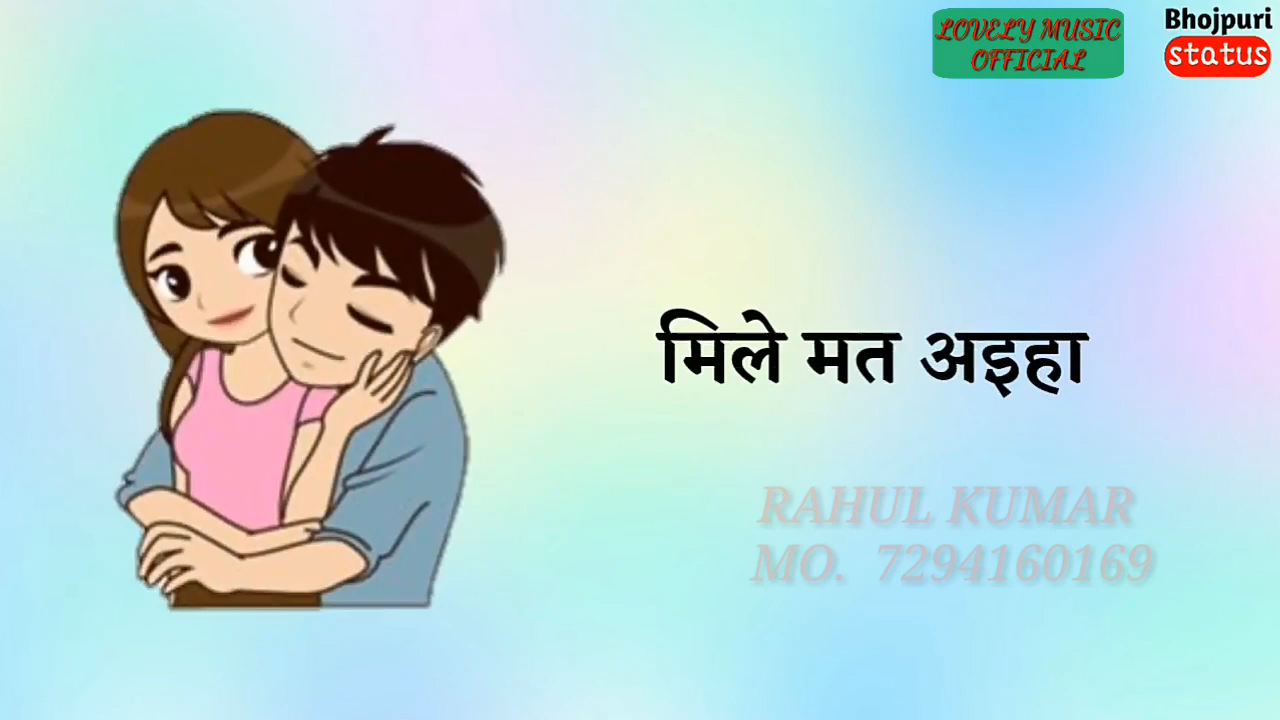 LOVELY MUSIC
OFFICIAL
Bhojpuri
status
मिले मत अइहा
RAHUL KUMAR
MO. 7294160169